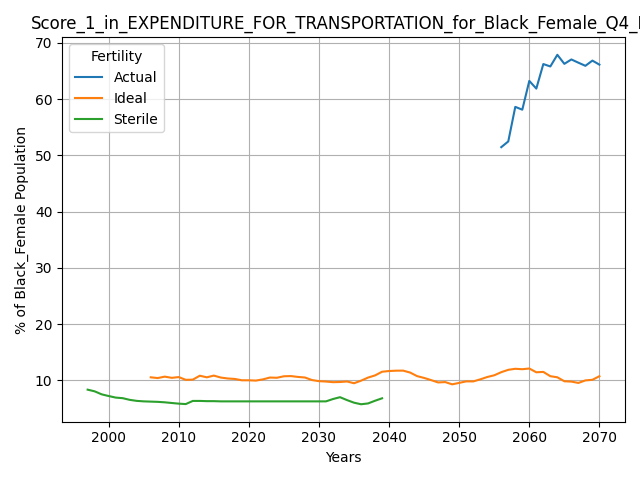 Score_1_in_EXPENDITURE_FOR_TRANSPORTATION_for_Black_Female_Q4_
Fertility
Actual
Ideal
Sterile
% of Black_Female Population
70
60
50
40
30
20
10
2000
2010
2020
2030
2040
2050
2060
2070
Years